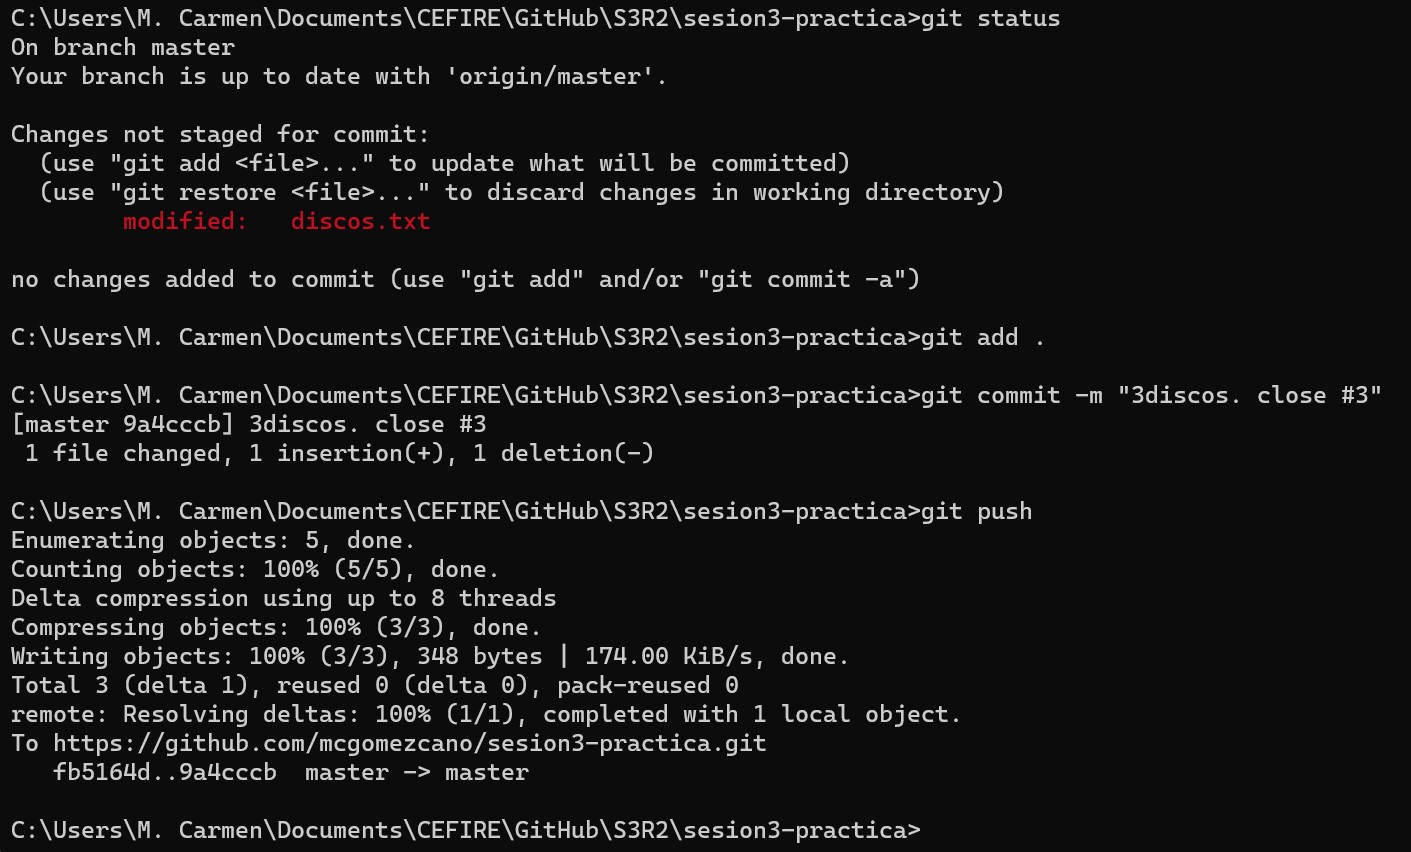 C:\Users\M. Carmen\Documents\CEFIRE\GitHub\S3R2\sesion3-practica>git status
On branch master
Your branch is up to date with 'origin/master'.
Changes not staged for commit:
  (use "git add <file>..." to update what will be committed)
  (use "git restore <file>..." to discard changes in working directory)
        modified:   discos.txt
no changes added to commit (use "git add" and/or "git commit -a")
C:\Users\M. Carmen\Documents\CEFIRE\GitHub\S3R2\sesion3-practica>git add .
C:\Users\M. Carmen\Documents\CEFIRE\GitHub\S3R2\sesion3-practica>git commit -m "3discos. close #3"
[master 9a4cccb] 3discos. close #3
 1 file changed, 1 insertion(+), 1 deletion(-)
C:\Users\M. Carmen\Documents\CEFIRE\GitHub\S3R2\sesion3-practica>git push
Enumerating objects: 5, done.
Counting objects: 100% (5/5), done.
Delta compression using up to 8 threads
Compressing objects: 100% (3/3), done.
Writing objects: 100% (3/3), 348 bytes | 174.00 KiB/s, done.
Total 3 (delta 1), reused 0 (delta 0), pack-reused 0
remote: Resolving deltas: 100% (1/1), completed with 1 local object.
To https://github.com/mcgomezcano/sesion3-practica.git
   fb5164d..9a4cccb  master -> master
C:\Users\M. Carmen\Documents\CEFIRE\GitHub\S3R2\sesion3-practica>